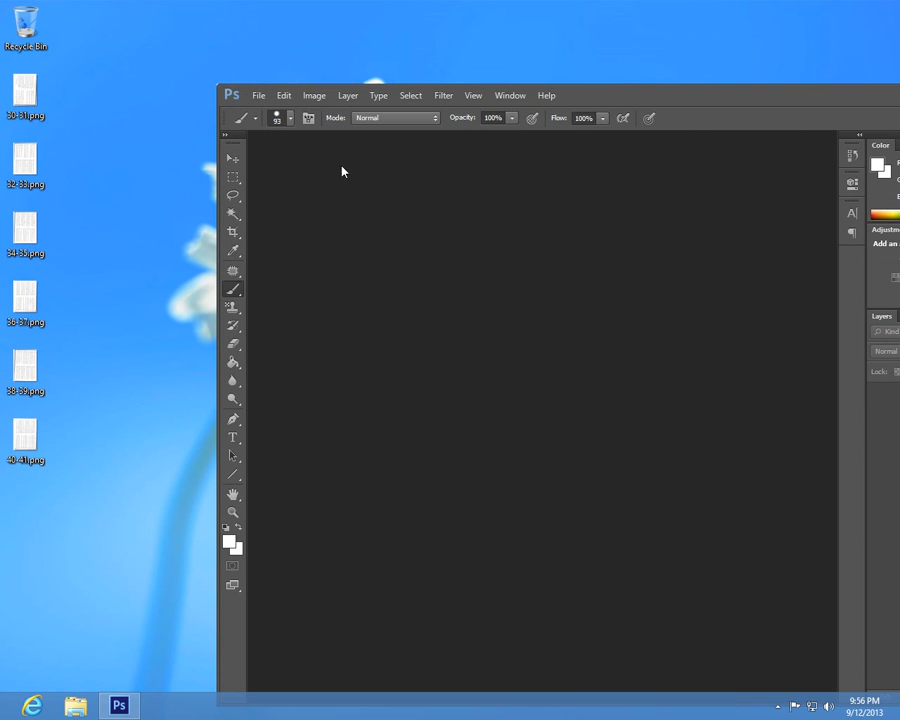 Recycle Bin
30-31.png
32-33.png
34-35.png
36-37.png
38-39.png
40-41.png
Ps File Edit Image Layer Type Select Filter View Window Help
93 Mode: Normal Opacity: 100% Flow: 100%
Color
Adjustm
Add an
Layers
Kind
Normal
Lock:
A
T
Ps
9:56 PM
9/12/2013